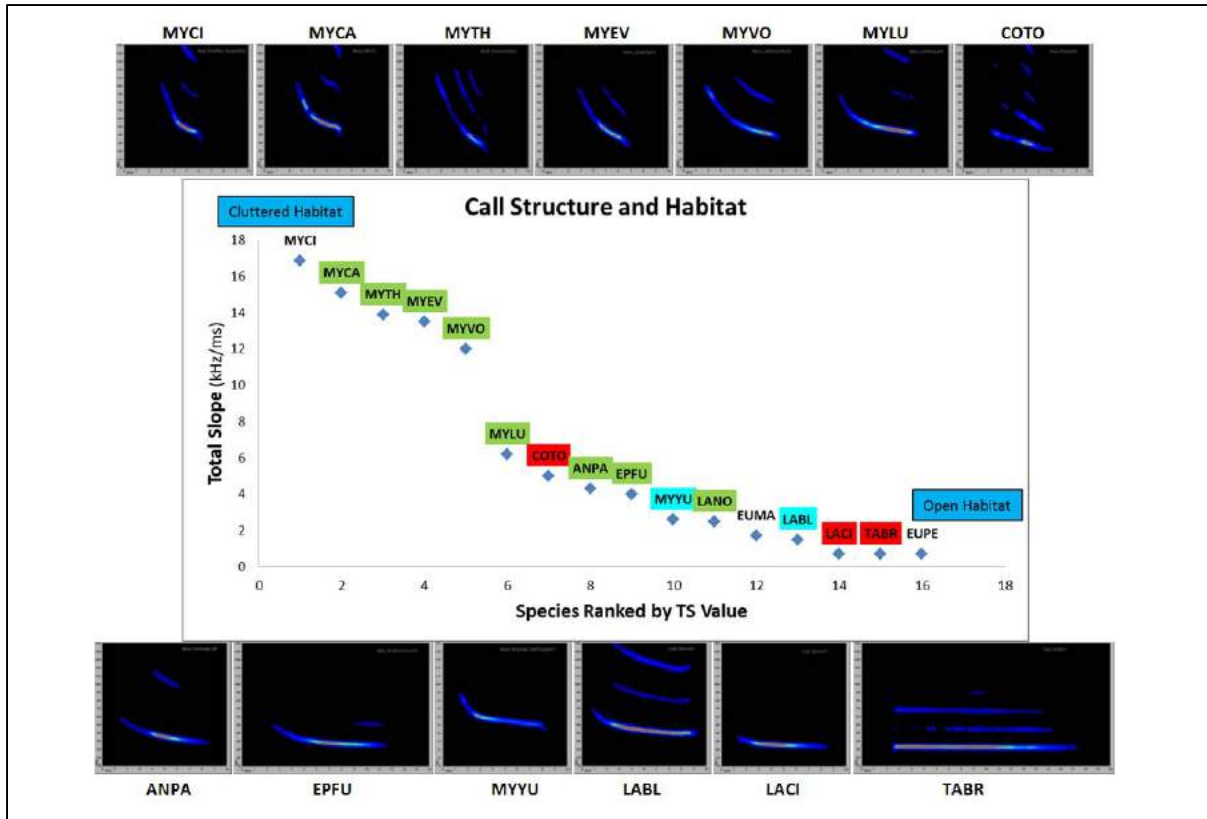 MYCI MYCA MYTH MYEV MYVO MYLU COTO
Call Structure and Habitat
Cluttered Habitat
Total Slope (kHz/ms)
18
16
14
12
10
8
6
4
2
0
MYCI
MYCA
MYTH
MYEV
MYVO
MYLU
COTO
ANPA
EPFU
MYYU
LANO
EUMA
LABL
LACI
TABR
EUPE
Open Habitat
0 2 4 6 8 10 12 14 16 18
Species Ranked by TS Value
ANPA EPFU MYYU LABL LACI TABR